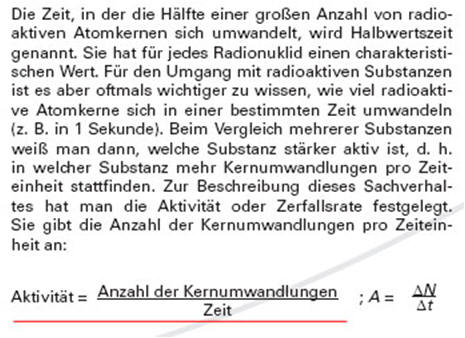 Die Zeit, in der die Hälfte einer großen Anzahl von radio-
aktiven Atomkernen sich umwandelt, wird Halbwertszeit
genannt. Sie hat für jedes Radionuklid einen charakteristi-
schen Wert. Für den Umgang mit radioaktiven Substanzen
ist es aber oftmals wichtiger zu wissen, wie viel radioakti-
ve Atomkerne sich in einer bestimmten Zeit umwandeln
(z. B. in 1 Sekunde). Beim Vergleich mehrerer Substanzen
weiß man dann, welche Substanz stärker aktiv ist, d. h.
in welcher Substanz mehr Kernumwandlungen pro Zeit-
einheit stattfinden. Zur Beschreibung dieses Sachverhal-
tes hat man die Aktivität oder Zerfallsrate festgelegt.
Sie gibt die Anzahl der Kernumwandlungen pro Zeitein-
heit an:
Aktivität = Anzahl der Kernumwandlungen / Zeit ; A = ΔN / Δt